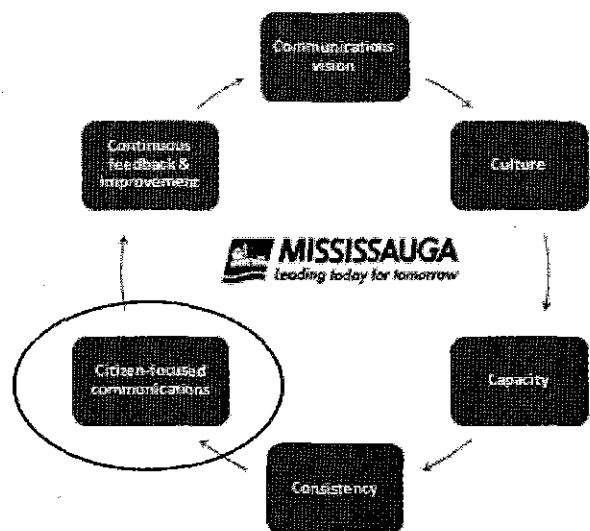 Communications
vision
Culture
Capacity
Consistency
Citizen-focused
communications
Continuous
feedback &
improvement
MISSISSAUGA
Leading today for tomorrow